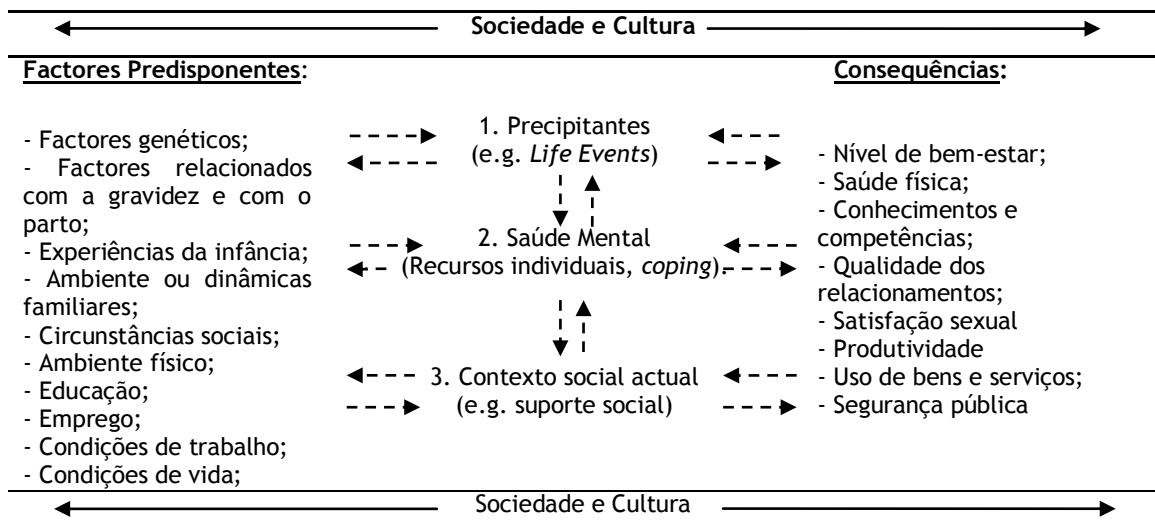 Sociedade e Cultura
Factores Predisponentes:
- Factores genéticos;
- Factores relacionados
com a gravidez e com o
parto;
- Experiências da infância;
- Ambiente ou dinâmicas
familiares;
- Circunstâncias sociais;
- Ambiente físico;
- Educação;
- Emprego;
- Condições de trabalho;
- Condições de vida;
1. Precipitantes
(e.g. Life Events)
2. Saúde Mental
(Recursos individuais, coping).
3. Contexto social actual
(e.g. suporte social)
Consequências:
- Nível de bem-estar;
- Saúde física;
- Conhecimentos e
competências;
- Qualidade dos
relacionamentos;
- Satisfação sexual
- Produtividade
- Uso de bens e serviços;
- Segurança pública
Sociedade e Cultura